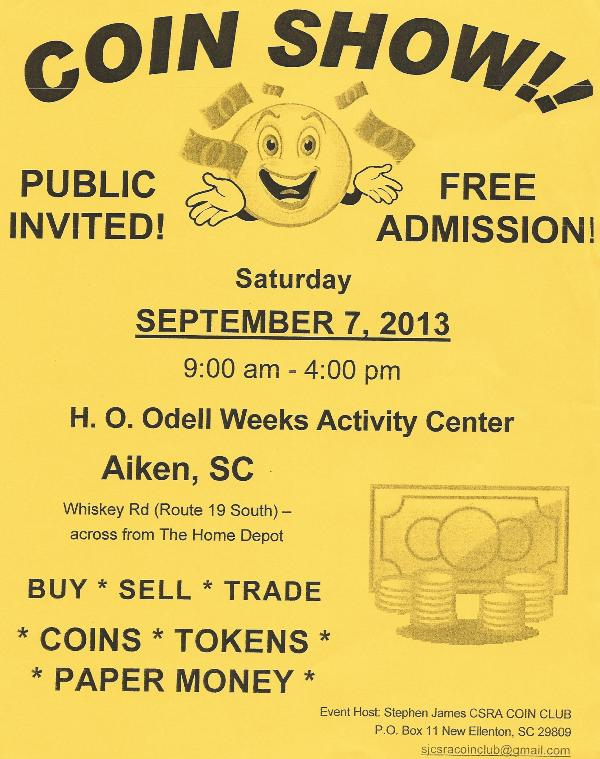 COIN SHOW!!
PUBLIC
INVITED!
FREE
ADMISSION!
Saturday
SEPTEMBER 7, 2013
9:00 am - 4:00 pm
H. O. Odell Weeks Activity Center
Aiken, SC
Whiskey Rd (Route 19 South) –
across from The Home Depot
BUY * SELL * TRADE
* COINS * TOKENS *
* PAPER MONEY *
Event Host: Stephen James CSRA COIN CLUB
P.O. Box 11 New Ellenton, SC 29809
sjcsracoinclub@gmail.com